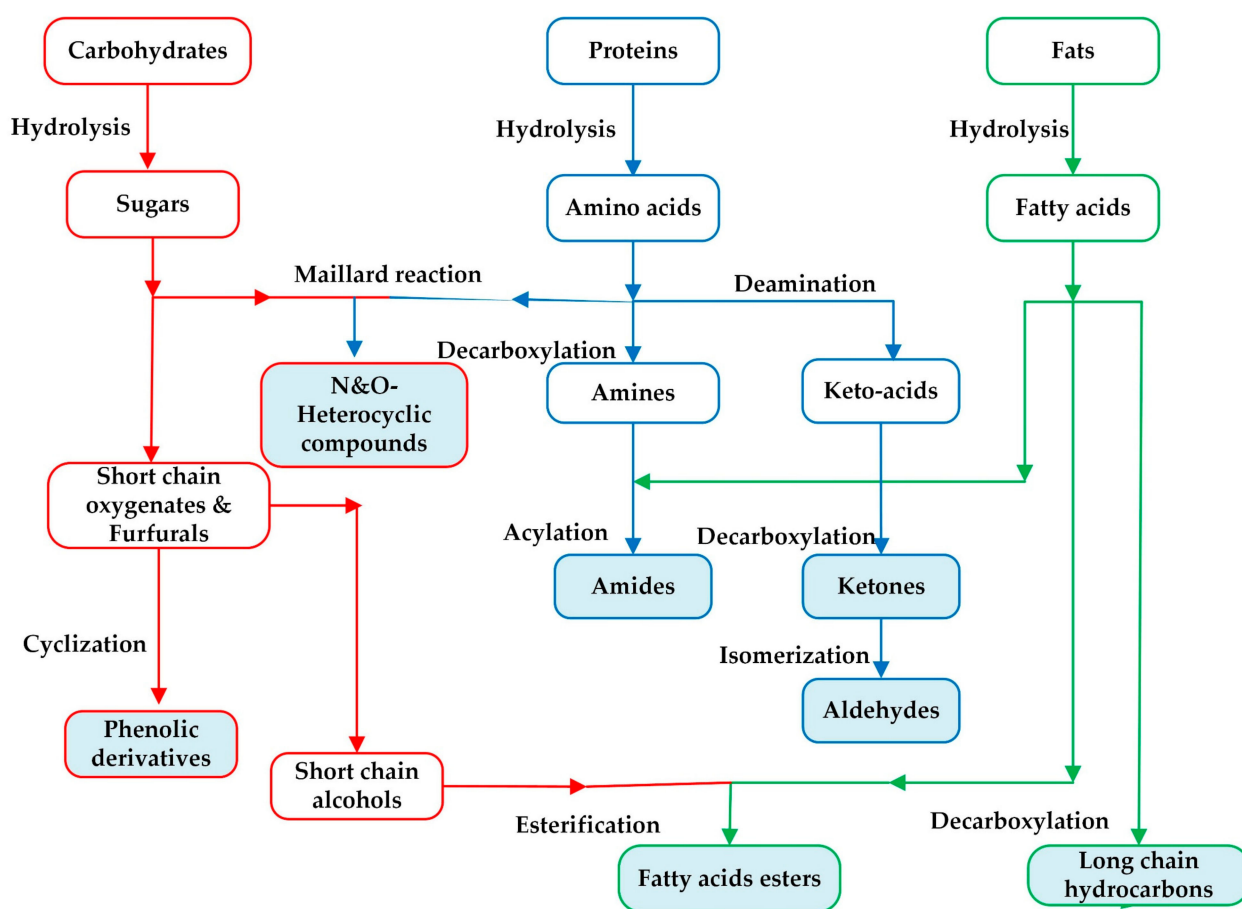 Carbohydrates
Proteins
Fats
Hydrolysis
Hydrolysis
Hydrolysis
Sugars
Amino acids
Fatty acids
Maillard reaction
Deamination
Decarboxylation
N&O-
Heterocyclic
compounds
Amines
Keto-acids
Short chain
oxygenates &
Furfurals
Acylation
Decarboxylation
Amides
Ketones
Cyclization
Isomerization
Aldehydes
Phenolic
derivatives
Short chain
alcohols
Esterification
Decarboxylation
Fatty acids esters
Long chain
hydrocarbons